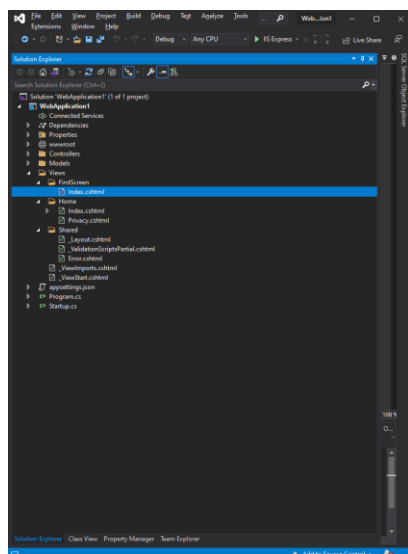 File Edit View Project Build Debug Test Analyze Tools Web...ion1
Extensions Window Help
Debug Any CPU IIS Express Live Share
Solution Explorer
Search Solution Explorer (Ctrl+;)
Solution 'WebApplication1' (1 of 1 project)
WebApplication1
Connected Services
Dependencies
Properties
wwwroot
Controllers
Models
Views
FirstScreen
Index.cshtml
Home
Index.cshtml
Privacy.cshtml
Shared
_Layout.cshtml
_ValidationScriptsPartial.cshtml
Error.cshtml
_ViewImports.cshtml
_ViewStart.cshtml
appsettings.json
C# Program.cs
C# Startup.cs
SQL Server Object Explorer
108 %
O...
Solution Explorer Class View Property Manager Team Explorer
Add to Source Control